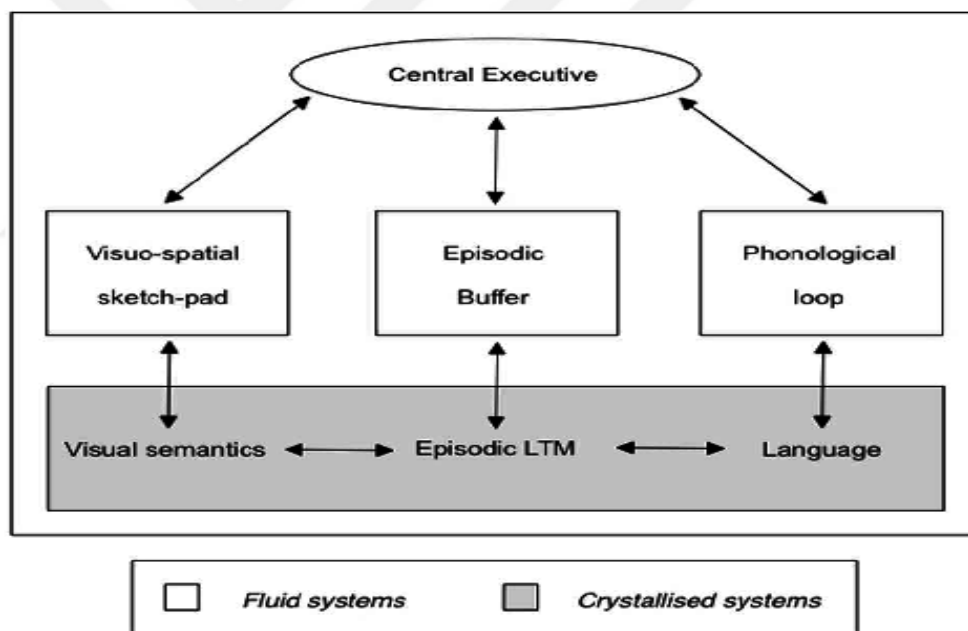 Central Executive
Visuo-spatial
sketch-pad
Episodic
Buffer
Phonological
loop
Visual semantics
Episodic LTM
Language
Fluid systems
Crystallised systems